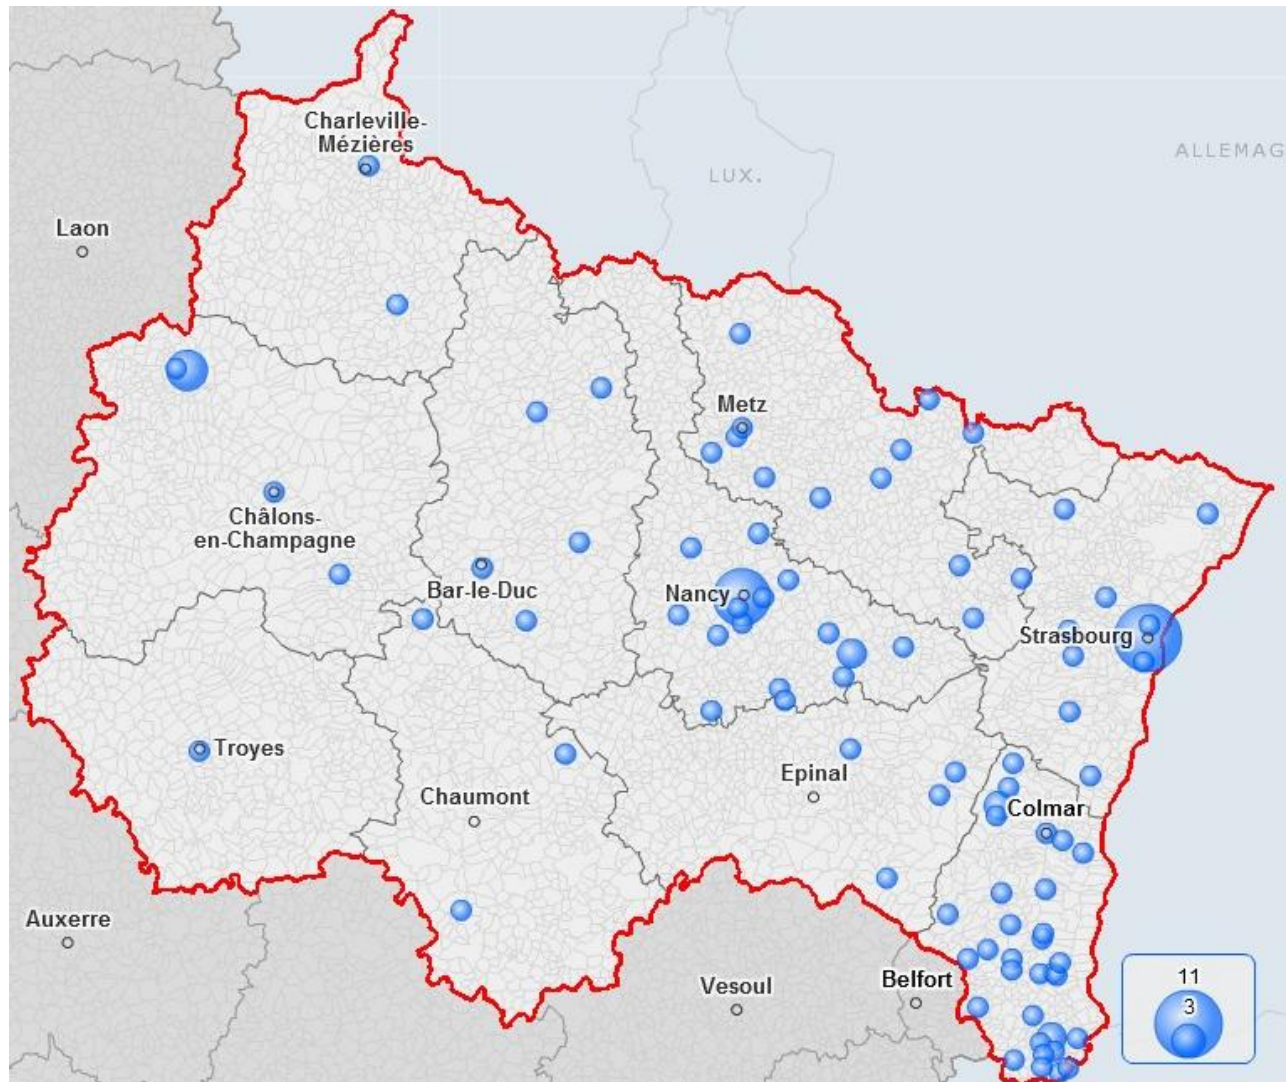 Charleville-
Mézières
ALLEMAG
LUX.
Laon
Metz
Châlons-
en-Champagne
Bar-le-Duc
Nancy
Strasbourg
Troyes
Epinal
Chaumont
Colmar
Auxerre
Vesoul
Belfort
11
3